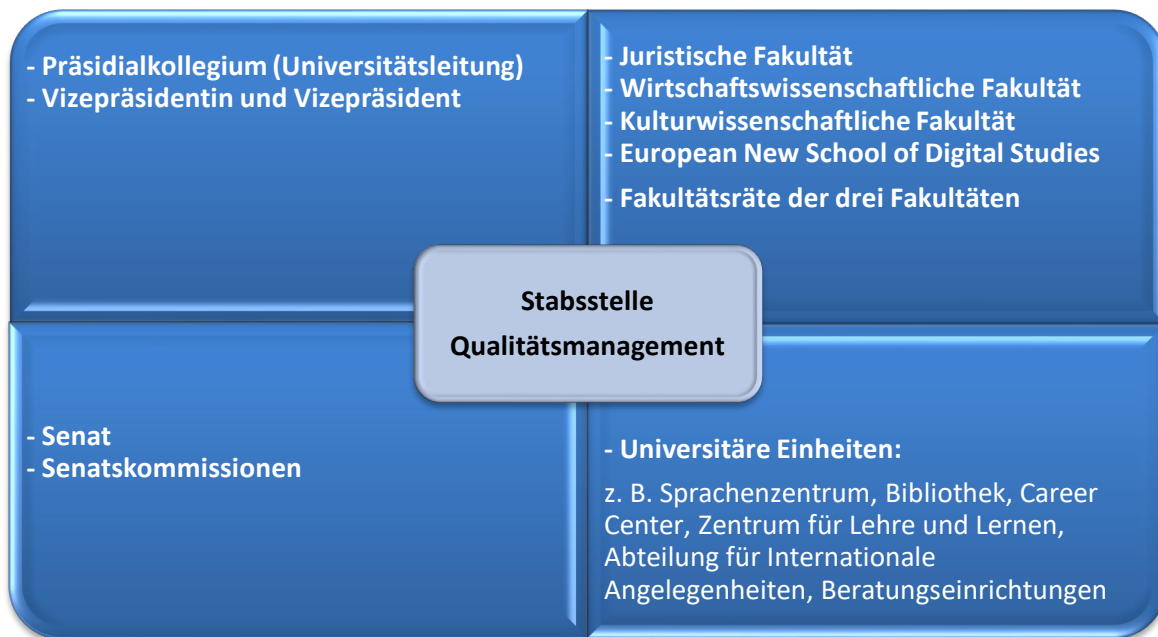 - Präsidialkollegium (Universitätsleitung)
- Vizepräsidentin und Vizepräsident
- Juristische Fakultät
- Wirtschaftswissenschaftliche Fakultät
- Kulturwissenschaftliche Fakultät
- European New School of Digital Studies
- Fakultätsräte der drei Fakultäten
Stabsstelle
Qualitätsmanagement
- Senat
- Senatskommissionen
- Universitäre Einheiten:
z. B. Sprachenzentrum, Bibliothek, Career
Center, Zentrum für Lehre und Lernen,
Abteilung für Internationale
Angelegenheiten, Beratungseinrichtungen